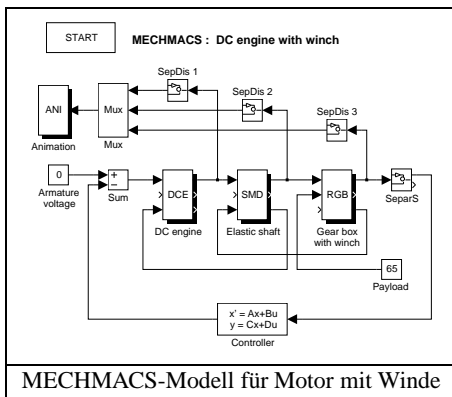 START
MECHMACS : DC engine with winch
SepDis 1
SepDis 2
SepDis 3
ANI
Animation
Mux
Mux
0
Armature
voltage
+
−
Sum
DCE
DC engine
SMD
Elastic shaft
RGB
Gear box
with winch
SeparS
65
Payload
x' = Ax+Bu
y = Cx+Du
Controller
MECHMACS-Modell für Motor mit Winde